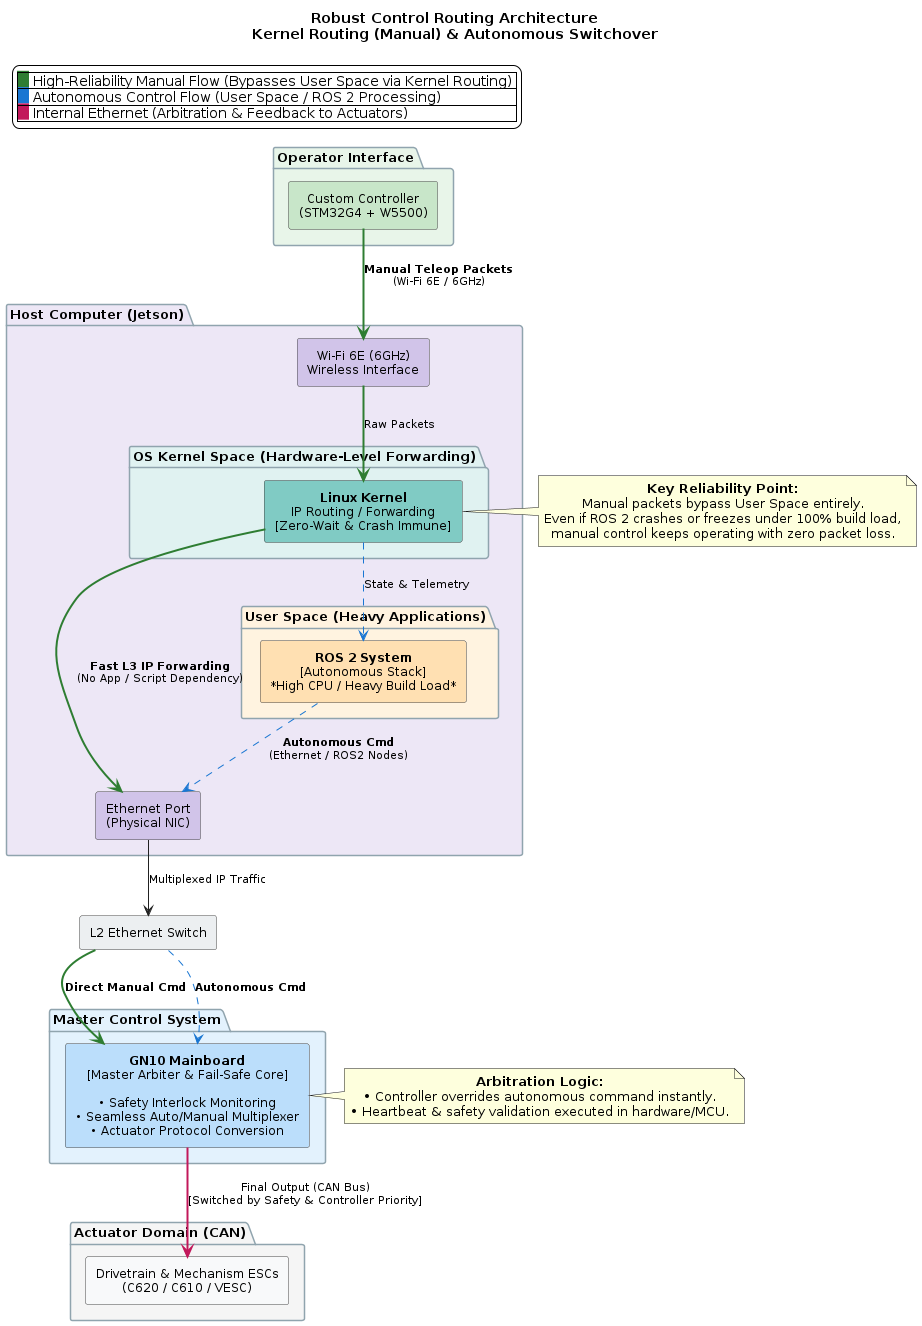 Robust Control Routing Architecture
Kernel Routing (Manual) & Autonomous Switchover
High-Reliability Manual Flow (Bypasses User Space via Kernel Routing)
Autonomous Control Flow (User Space / ROS 2 Processing)
Internal Ethernet (Arbitration & Feedback to Actuators)
Operator Interface
Custom Controller
(STM32G4 + W5500)
Manual Teleop Packets
(Wi-Fi 6E / 6GHz)
Host Computer (Jetson)
Wi-Fi 6E (6GHz)
Wireless Interface
Raw Packets
OS Kernel Space (Hardware-Level Forwarding)
Linux Kernel
IP Routing / Forwarding
[Zero-Wait & Crash Immune]
Key Reliability Point:
Manual packets bypass User Space entirely.
Even if ROS 2 crashes or freezes under 100% build load,
manual control keeps operating with zero packet loss.
State & Telemetry
User Space (Heavy Applications)
ROS 2 System
[Autonomous Stack]
*High CPU / Heavy Build Load*
Fast L3 IP Forwarding
(No App / Script Dependency)
Autonomous Cmd
(Ethernet / ROS2 Nodes)
Ethernet Port
(Physical NIC)
Multiplexed IP Traffic
L2 Ethernet Switch
Direct Manual Cmd
Autonomous Cmd
Master Control System
GN10 Mainboard
[Master Arbiter & Fail-Safe Core]
• Safety Interlock Monitoring
• Seamless Auto/Manual Multiplexer
• Actuator Protocol Conversion
Arbitration Logic:
• Controller overrides autonomous command instantly.
• Heartbeat & safety validation executed in hardware/MCU.
Final Output (CAN Bus)
[Switched by Safety & Controller Priority]
Actuator Domain (CAN)
Drivetrain & Mechanism ESCs
(C620 / C610 / VESC)